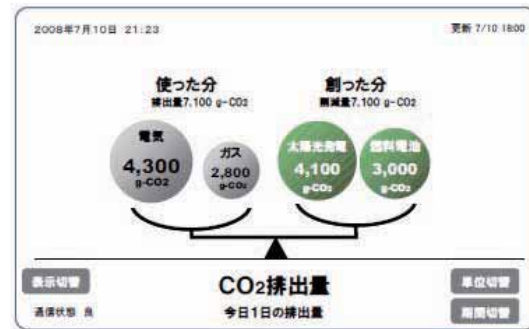 2008年7月10日 21:23
更新 7/10 18:00
使った分
排出量7,100 g-CO2
創った分
削減量7,100 g-CO2
電気
4,300
g-CO2
ガス
2,800
g-CO2
太陽光発電
4,100
g-CO2
燃料電池
3,000
g-CO2
表示切替
CO2排出量
単位切替
通信状態 良
今日1日の排出量
期間切替